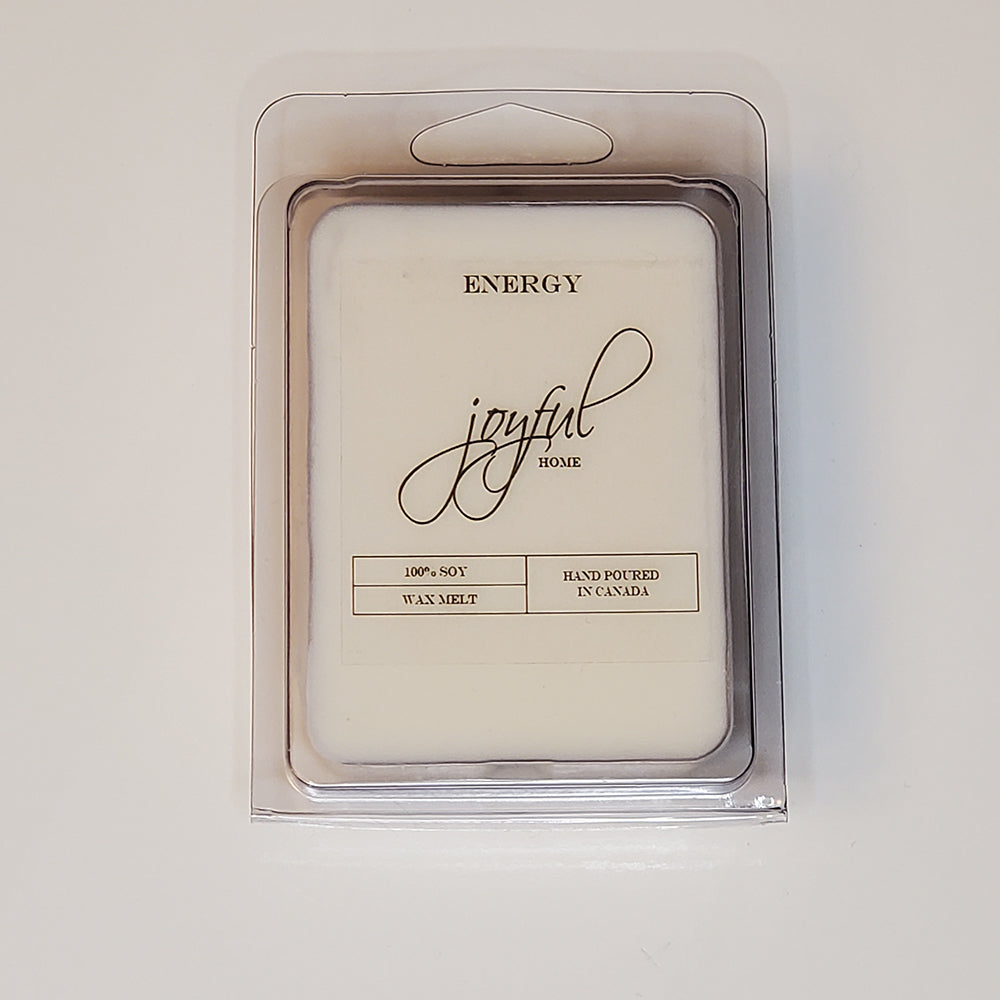 ENERGY
joyful
HOME
100% SOY
WAX MELT
HAND POURED
IN CANADA